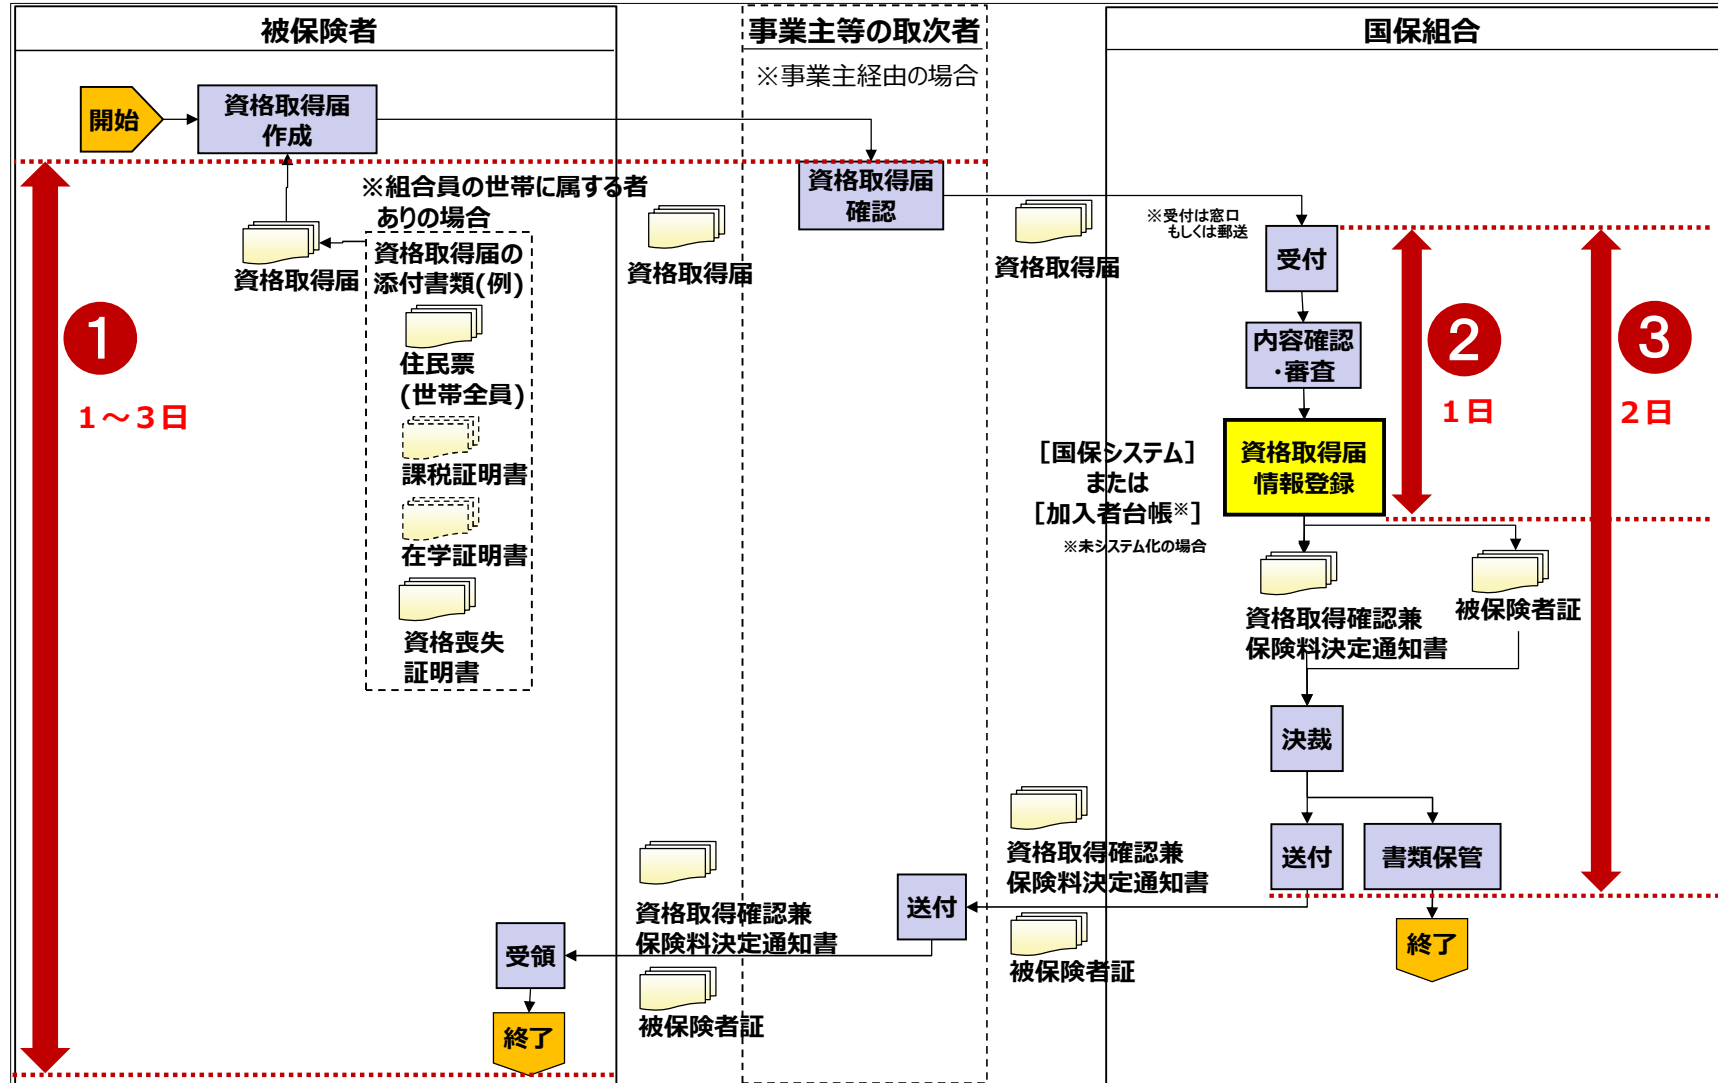 被保険者
事業主等の取次者
※事業主経由の場合
国保組合
開始
資格取得届
作成
資格取得届
確認
※組合員の世帯に属する者
ありの場合
資格取得届
資格取得届の
添付書類(例)
住民票
(世帯全員)
課税証明書
在学証明書
資格喪失
証明書
資格取得届
資格取得届
※受付は窓口
もしくは郵送
受付
内容確認
・審査
資格取得届
情報登録
［国保システム］
または
［加入者台帳※］
※未システム化の場合
1
1～3日
2
1日
3
2日
資格取得確認兼
保険料決定通知書
被保険者証
決裁
送付
書類保管
終了
資格取得確認兼
保険料決定通知書
被保険者証
送付
資格取得確認兼
保険料決定通知書
被保険者証
受領
終了